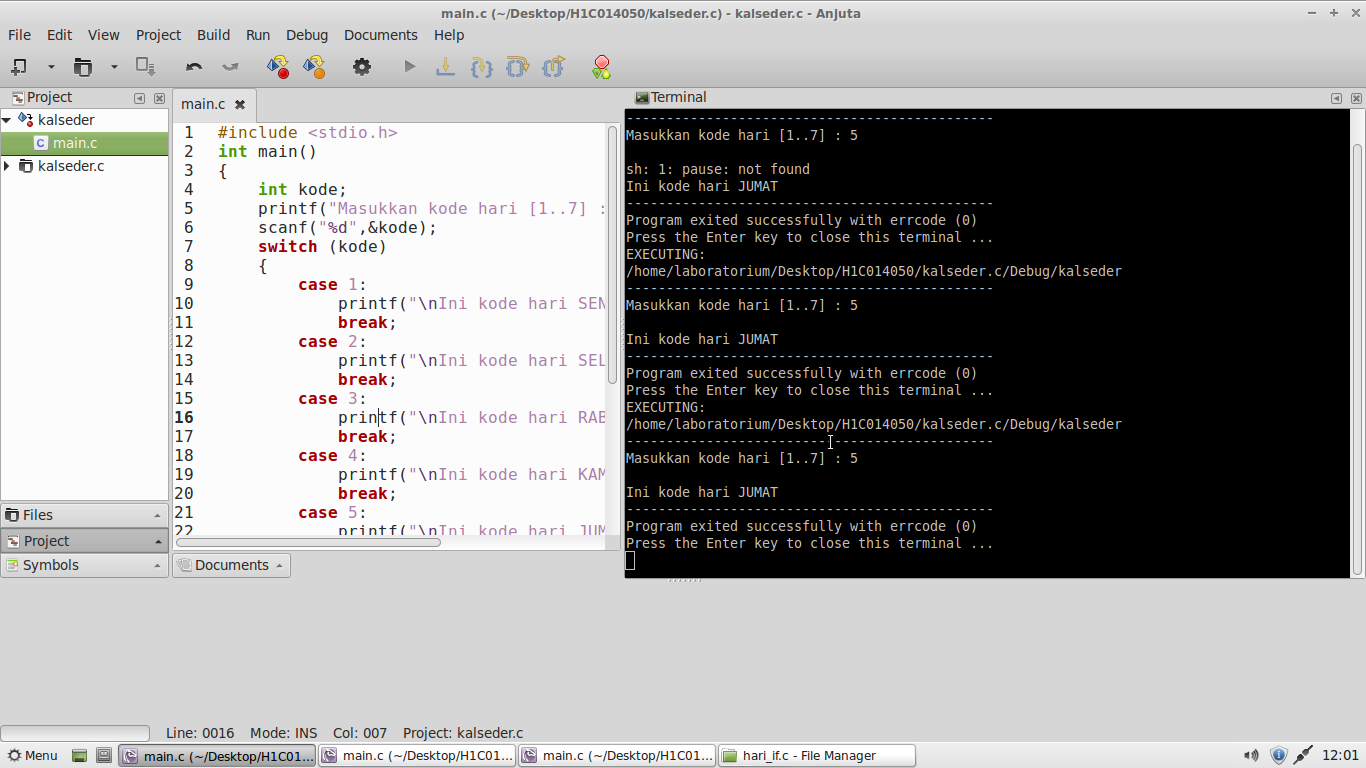 main.c (~/Desktop/H1C014050/kalseder.c) - kalseder.c - Anjuta
File Edit View Project Build Run Debug Documents Help
Project
kalseder
main.c
kalseder.c
Files
Project
Symbols
main.c
1 #include <stdio.h>
2 int main()
3 {
4 int kode;
5 printf("Masukkan kode hari [1..7] :
6 scanf("%d",&kode);
7 switch (kode)
8 {
9 case 1:
10 printf("\nIni kode hari SEN
11 break;
12 case 2:
13 printf("\nIni kode hari SEL
14 break;
15 case 3:
16 printf("\nIni kode hari RAB
17 break;
18 case 4:
19 printf("\nIni kode hari KAM
20 break;
21 case 5:
22 printf("\nIni kode hari JUM
Documents
Terminal
----------------------------------------------
Masukkan kode hari [1..7] : 5
sh: 1: pause: not found
Ini kode hari JUMAT
----------------------------------------------
Program exited successfully with errcode (0)
Press the Enter key to close this terminal ...
EXECUTING:
/home/laboratorium/Desktop/H1C014050/kalseder.c/Debug/kalseder
----------------------------------------------
Masukkan kode hari [1..7] : 5
Ini kode hari JUMAT
----------------------------------------------
Program exited successfully with errcode (0)
Press the Enter key to close this terminal ...
EXECUTING:
/home/laboratorium/Desktop/H1C014050/kalseder.c/Debug/kalseder
----------------------------------------------
Masukkan kode hari [1..7] : 5
Ini kode hari JUMAT
----------------------------------------------
Program exited successfully with errcode (0)
Press the Enter key to close this terminal ...
Line: 0016 Mode: INS Col: 007 Project: kalseder.c
Menu main.c (~/Desktop/H1C01... main.c (~/Desktop/H1C01... main.c (~/Desktop/H1C01... hari_if.c - File Manager 12:01